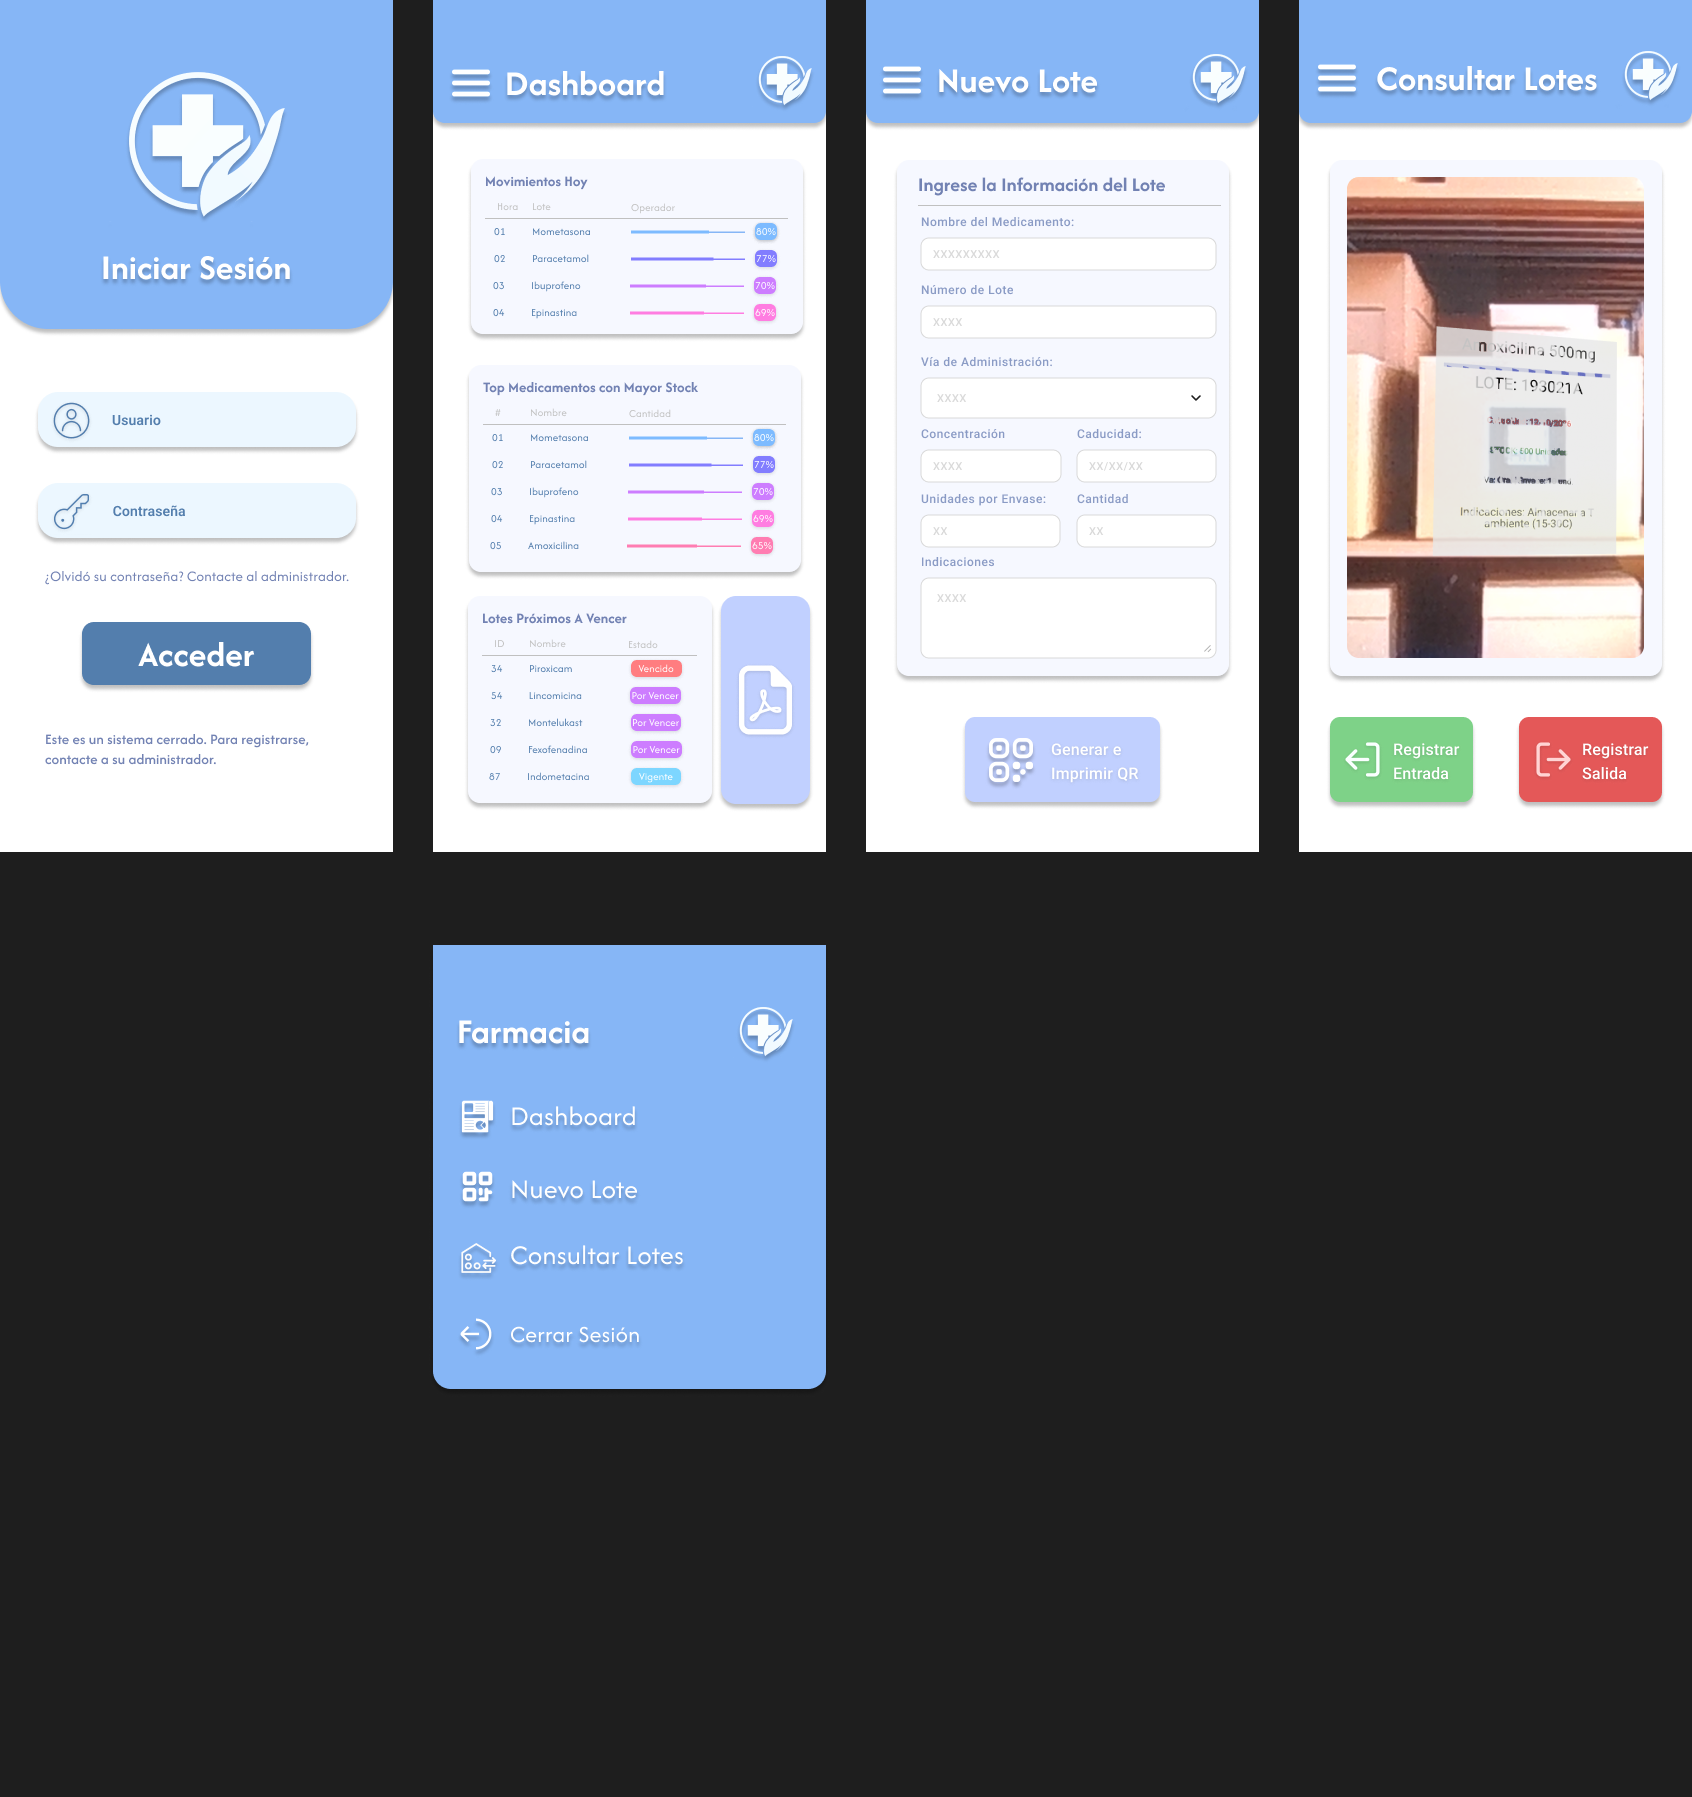 Iniciar Sesión
Usuario
Contraseña
¿Olvidó su contraseña? Contacte al administrador.
Acceder
Este es un sistema cerrado. Para registrarse,
contacte a su administrador.
Dashboard
Movimientos Hoy
Hora Lote Operador
01 Mometasona 80%
02 Paracetamol 77%
03 Ibuprofeno 70%
04 Epinastina 69%
Top Medicamentos con Mayor Stock
# Nombre Cantidad
01 Mometasona 80%
02 Paracetamol 77%
03 Ibuprofeno 70%
04 Epinastina 69%
05 Amoxicilina 65%
Lotes Próximos A Vencer
ID Nombre Estado
34 Piroxicam Vencido
54 Lincomicina Por Vencer
32 Montelukast Por Vencer
09 Fexofenadina Por Vencer
87 Indometacina Vigente
Nuevo Lote
Ingrese la Información del Lote
Nombre del Medicamento:
XXXXXXXXX
Número de Lote
XXXX
Vía de Administración:
XXXX
Concentración Caducidad:
XXXX XX/XX/XX
Unidades por Envase: Cantidad
XX XX
Indicaciones
XXXX
Generar e
Imprimir QR
Consultar Lotes
Amoxicilina 500mg
LOTE: 193021A
Indicaciones: Almacenar a T
ambiente (15-30C)
Registrar
Entrada
Registrar
Salida
Farmacia
Dashboard
Nuevo Lote
Consultar Lotes
Cerrar Sesión